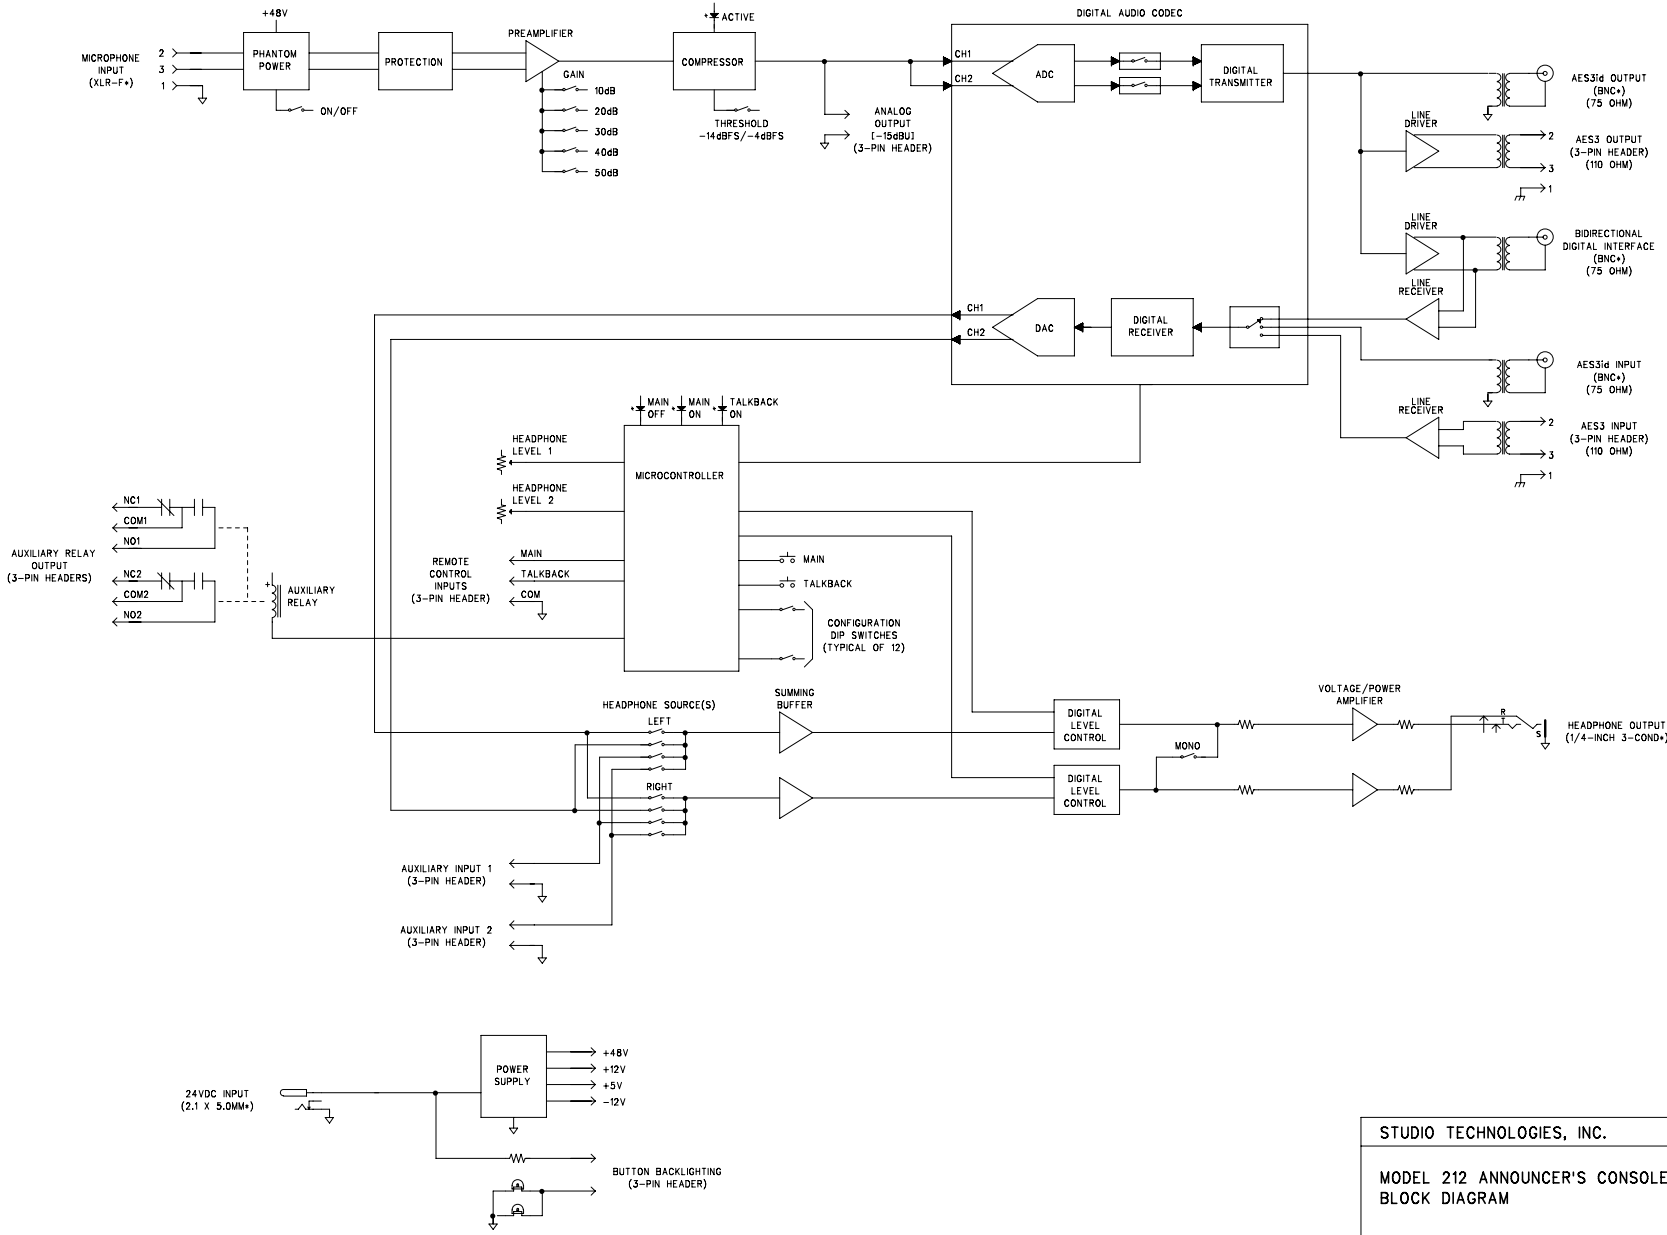 +48V
ACTIVE
DIGITAL AUDIO CODEC
MICROPHONE
INPUT
(XLR-F*)
2
3
1
PHANTOM
POWER
ON/OFF
PROTECTION
PREAMPLIFIER
GAIN
10dB
20dB
30dB
40dB
50dB
COMPRESSOR
THRESHOLD
-14dBFS/-4dBFS
ANALOG
OUTPUT
[-15dBU]
(3-PIN HEADER)
CH1
CH2
ADC
DIGITAL
TRANSMITTER
AES3id OUTPUT
(BNC*)
(75 OHM)
LINE
DRIVER
2
3
1
AES3 OUTPUT
(3-PIN HEADER)
(110 OHM)
LINE
DRIVER
BIDIRECTIONAL
DIGITAL INTERFACE
(BNC*)
(75 OHM)
LINE
RECEIVER
CH1
CH2
DAC
DIGITAL
RECEIVER
AES3id INPUT
(BNC*)
(75 OHM)
LINE
RECEIVER
2
3
1
AES3 INPUT
(3-PIN HEADER)
(110 OHM)
MAIN
OFF
MAIN
ON
TALKBACK
ON
HEADPHONE
LEVEL 1
HEADPHONE
LEVEL 2
MICROCONTROLLER
REMOTE
CONTROL
INPUTS
(3-PIN HEADER)
MAIN
TALKBACK
COM
MAIN
TALKBACK
CONFIGURATION
DIP SWITCHES
(TYPICAL OF 12)
AUXILIARY RELAY
OUTPUT
(3-PIN HEADERS)
NC1
COM1
NO1
NC2
COM2
NO2
+
AUXILIARY
RELAY
HEADPHONE SOURCE(S)
LEFT
RIGHT
SUMMING
BUFFER
DIGITAL
LEVEL
CONTROL
DIGITAL
LEVEL
CONTROL
MONO
VOLTAGE/POWER
AMPLIFIER
R
T
S
HEADPHONE OUTPUT
(1/4-INCH 3-COND*)
AUXILIARY INPUT 1
(3-PIN HEADER)
AUXILIARY INPUT 2
(3-PIN HEADER)
24VDC INPUT
(2.1 X 5.0MM*)
POWER
SUPPLY
+48V
+12V
+5V
-12V
BUTTON BACKLIGHTING
(3-PIN HEADER)
STUDIO TECHNOLOGIES, INC.
MODEL 212 ANNOUNCER'S CONSOLE
BLOCK DIAGRAM